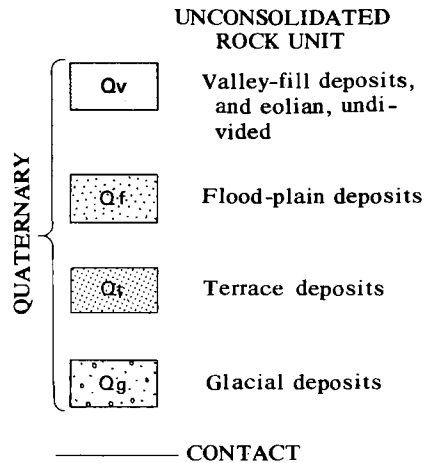 UNCONSOLIDATED
ROCK UNIT
QUATERNARY
Qv
Valley-fill deposits,
and eolian, undi-
vided
Qf
Flood-plain deposits
Qt
Terrace deposits
Qg
Glacial deposits
CONTACT